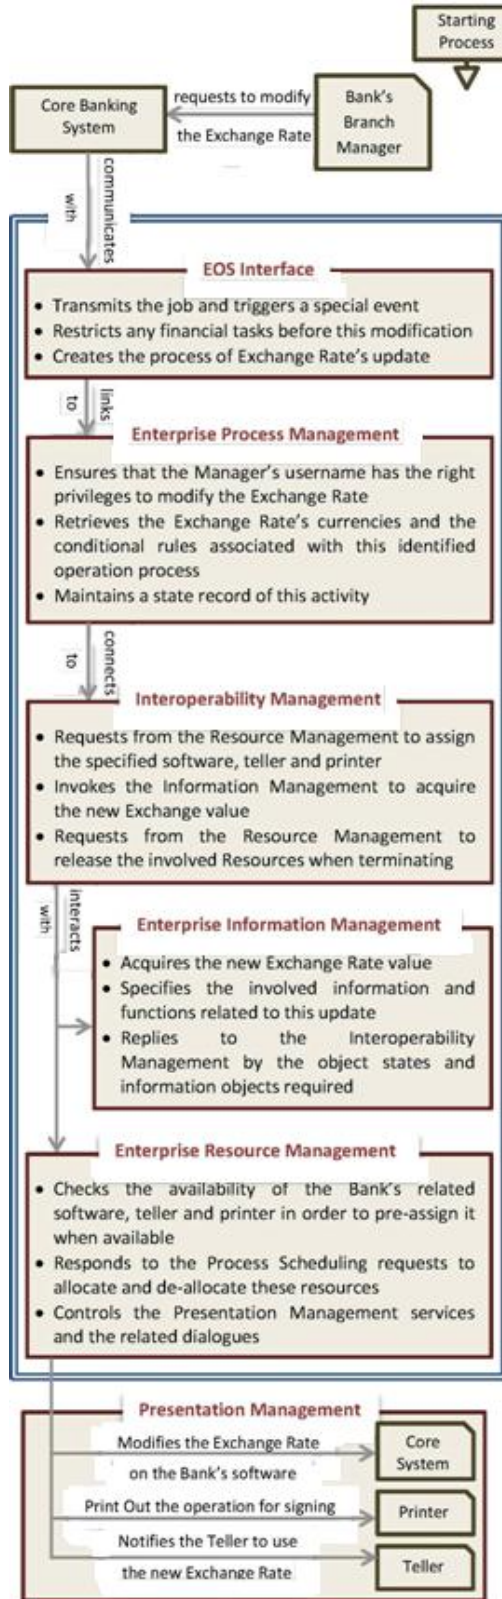 Starting
Process
requests to modify
the Exchange Rate
Bank's
Branch
Manager
Core Banking
System
communicates
with
EOS Interface
• Transmits the job and triggers a special event
• Restricts any financial tasks before this modification
• Creates the process of Exchange Rate's update
links
to
Enterprise Process Management
• Ensures that the Manager's username has the right
privileges to modify the Exchange Rate
• Retrieves the Exchange Rate's currencies and the
conditional rules associated with this identified
operation process
• Maintains a state record of this activity
connects
to
Interoperability Management
• Requests from the Resource Management to assign
the specified software, teller and printer
• Invokes the Information Management to acquire
the new Exchange value
• Requests from the Resource Management to
release the involved Resources when terminating
interacts
with
Enterprise Information Management
• Acquires the new Exchange Rate value
• Specifies the involved information and
functions related to this update
• Replies to the Interoperability
Management by the object states and
information objects required
Enterprise Resource Management
• Checks the availability of the Bank's related
software, teller and printer in order to pre-assign it
when available
• Responds to the Process Scheduling requests to
allocate and de-allocate these resources
• Controls the Presentation Management services
and the related dialogues
Presentation Management
Modifies the Exchange Rate
on the Bank's software
Core
System
Print Out the operation for signing
Printer
Notifies the Teller to use
the new Exchange Rate
Teller